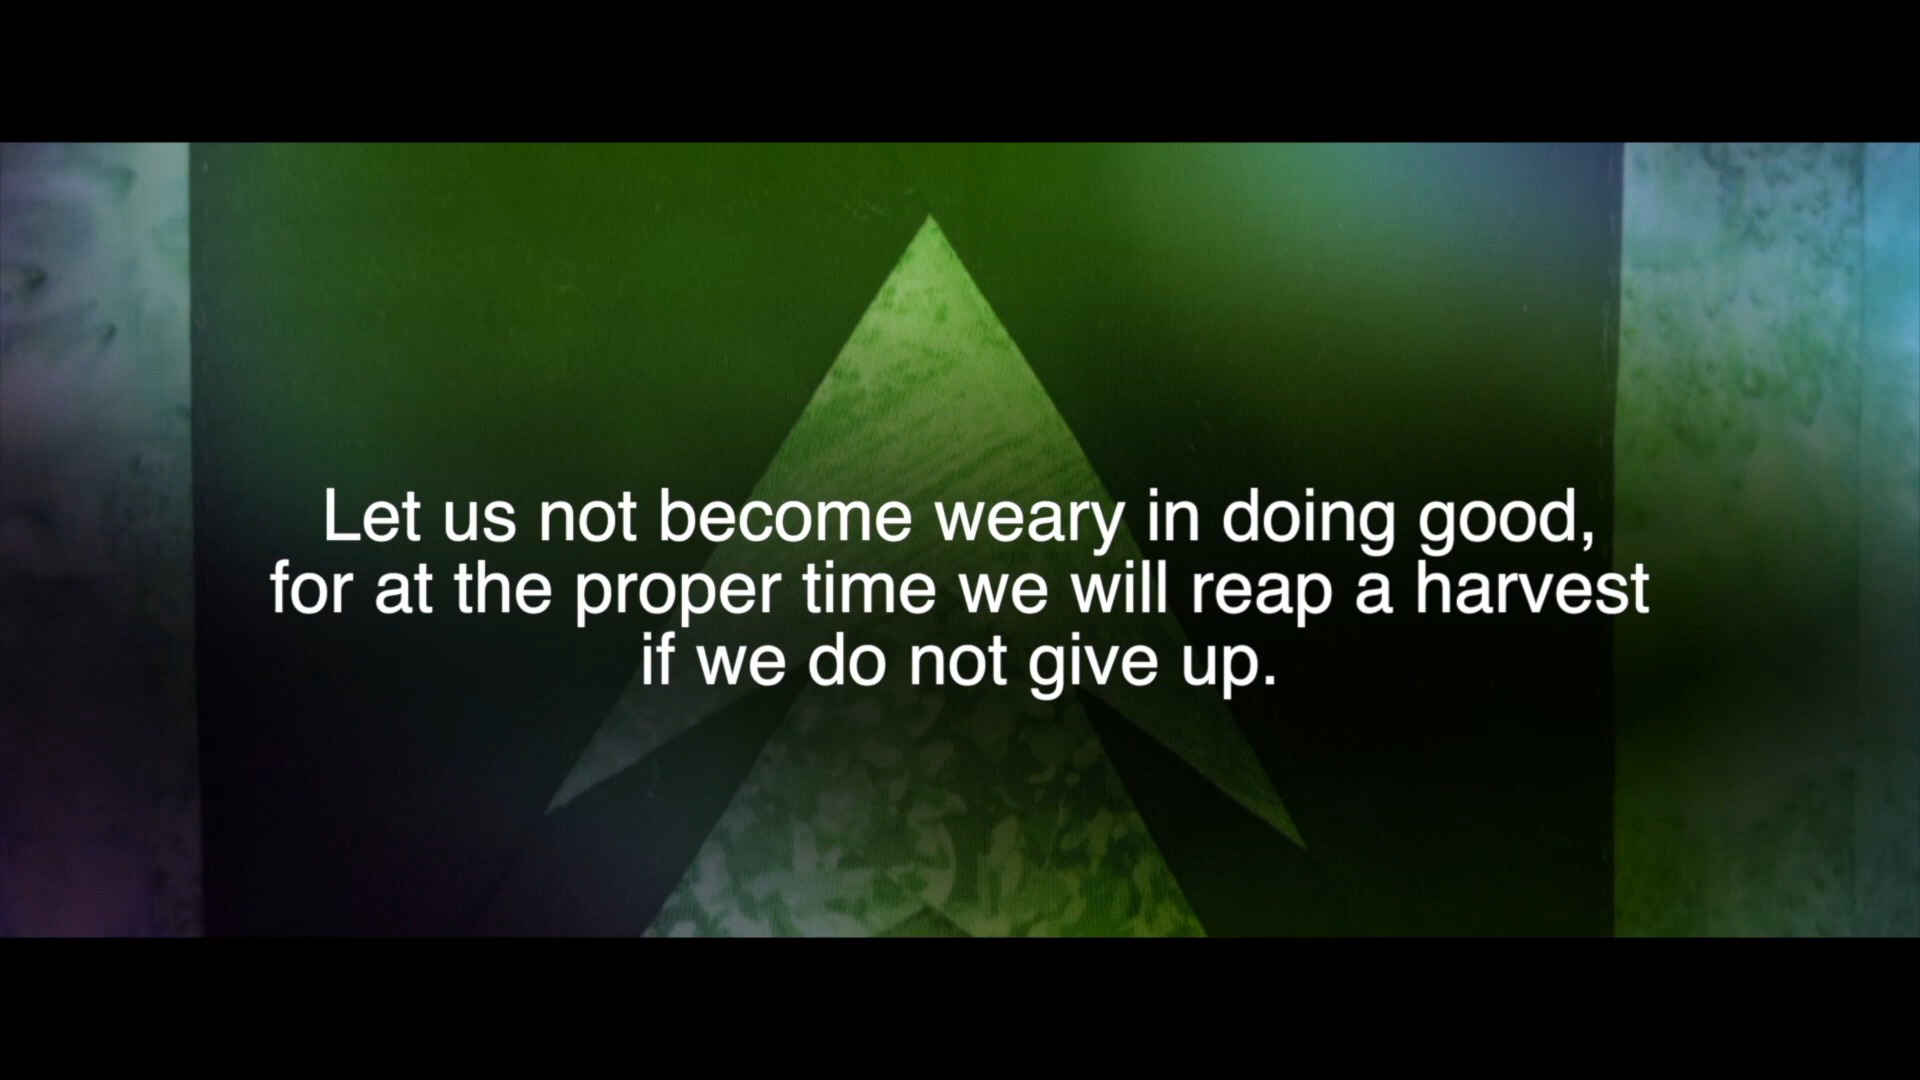 Let us not become weary in doing good,
for at the proper time we will reap a harvest
if we do not give up.